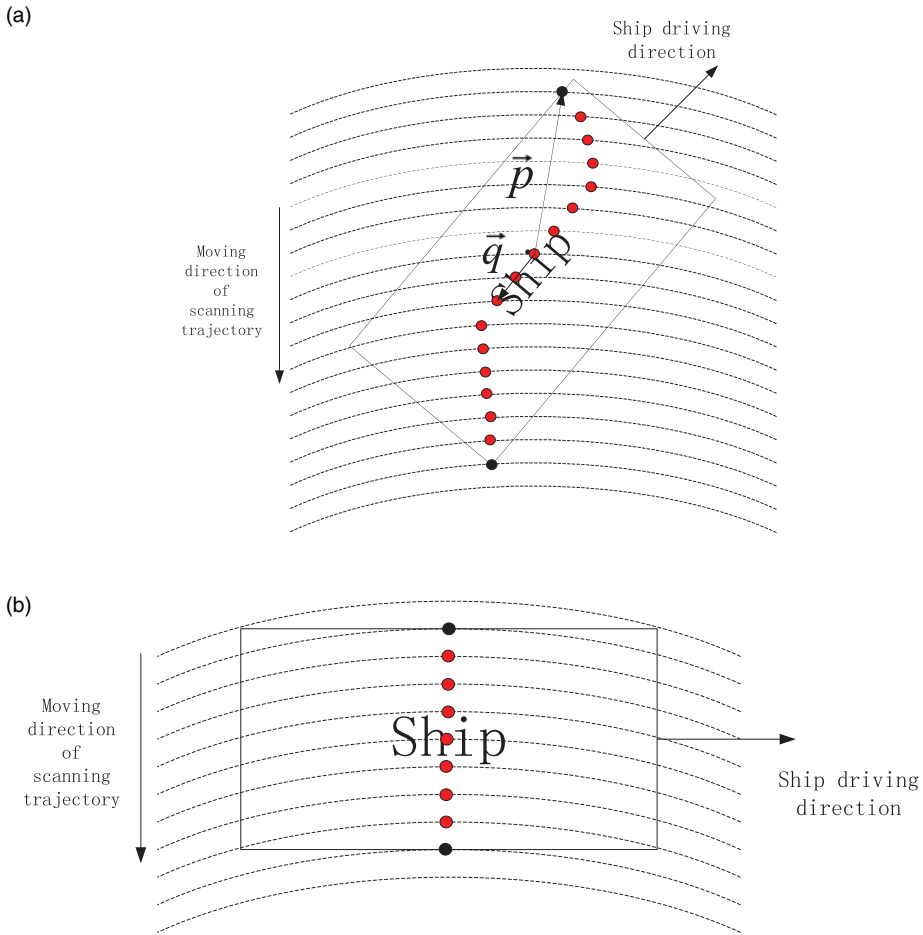 (a)
Ship driving
direction
p
Moving
direction
of
scanning
trajectory
q
Ship
(b)
Moving
direction
of
scanning
trajectory
Ship
Ship driving
direction